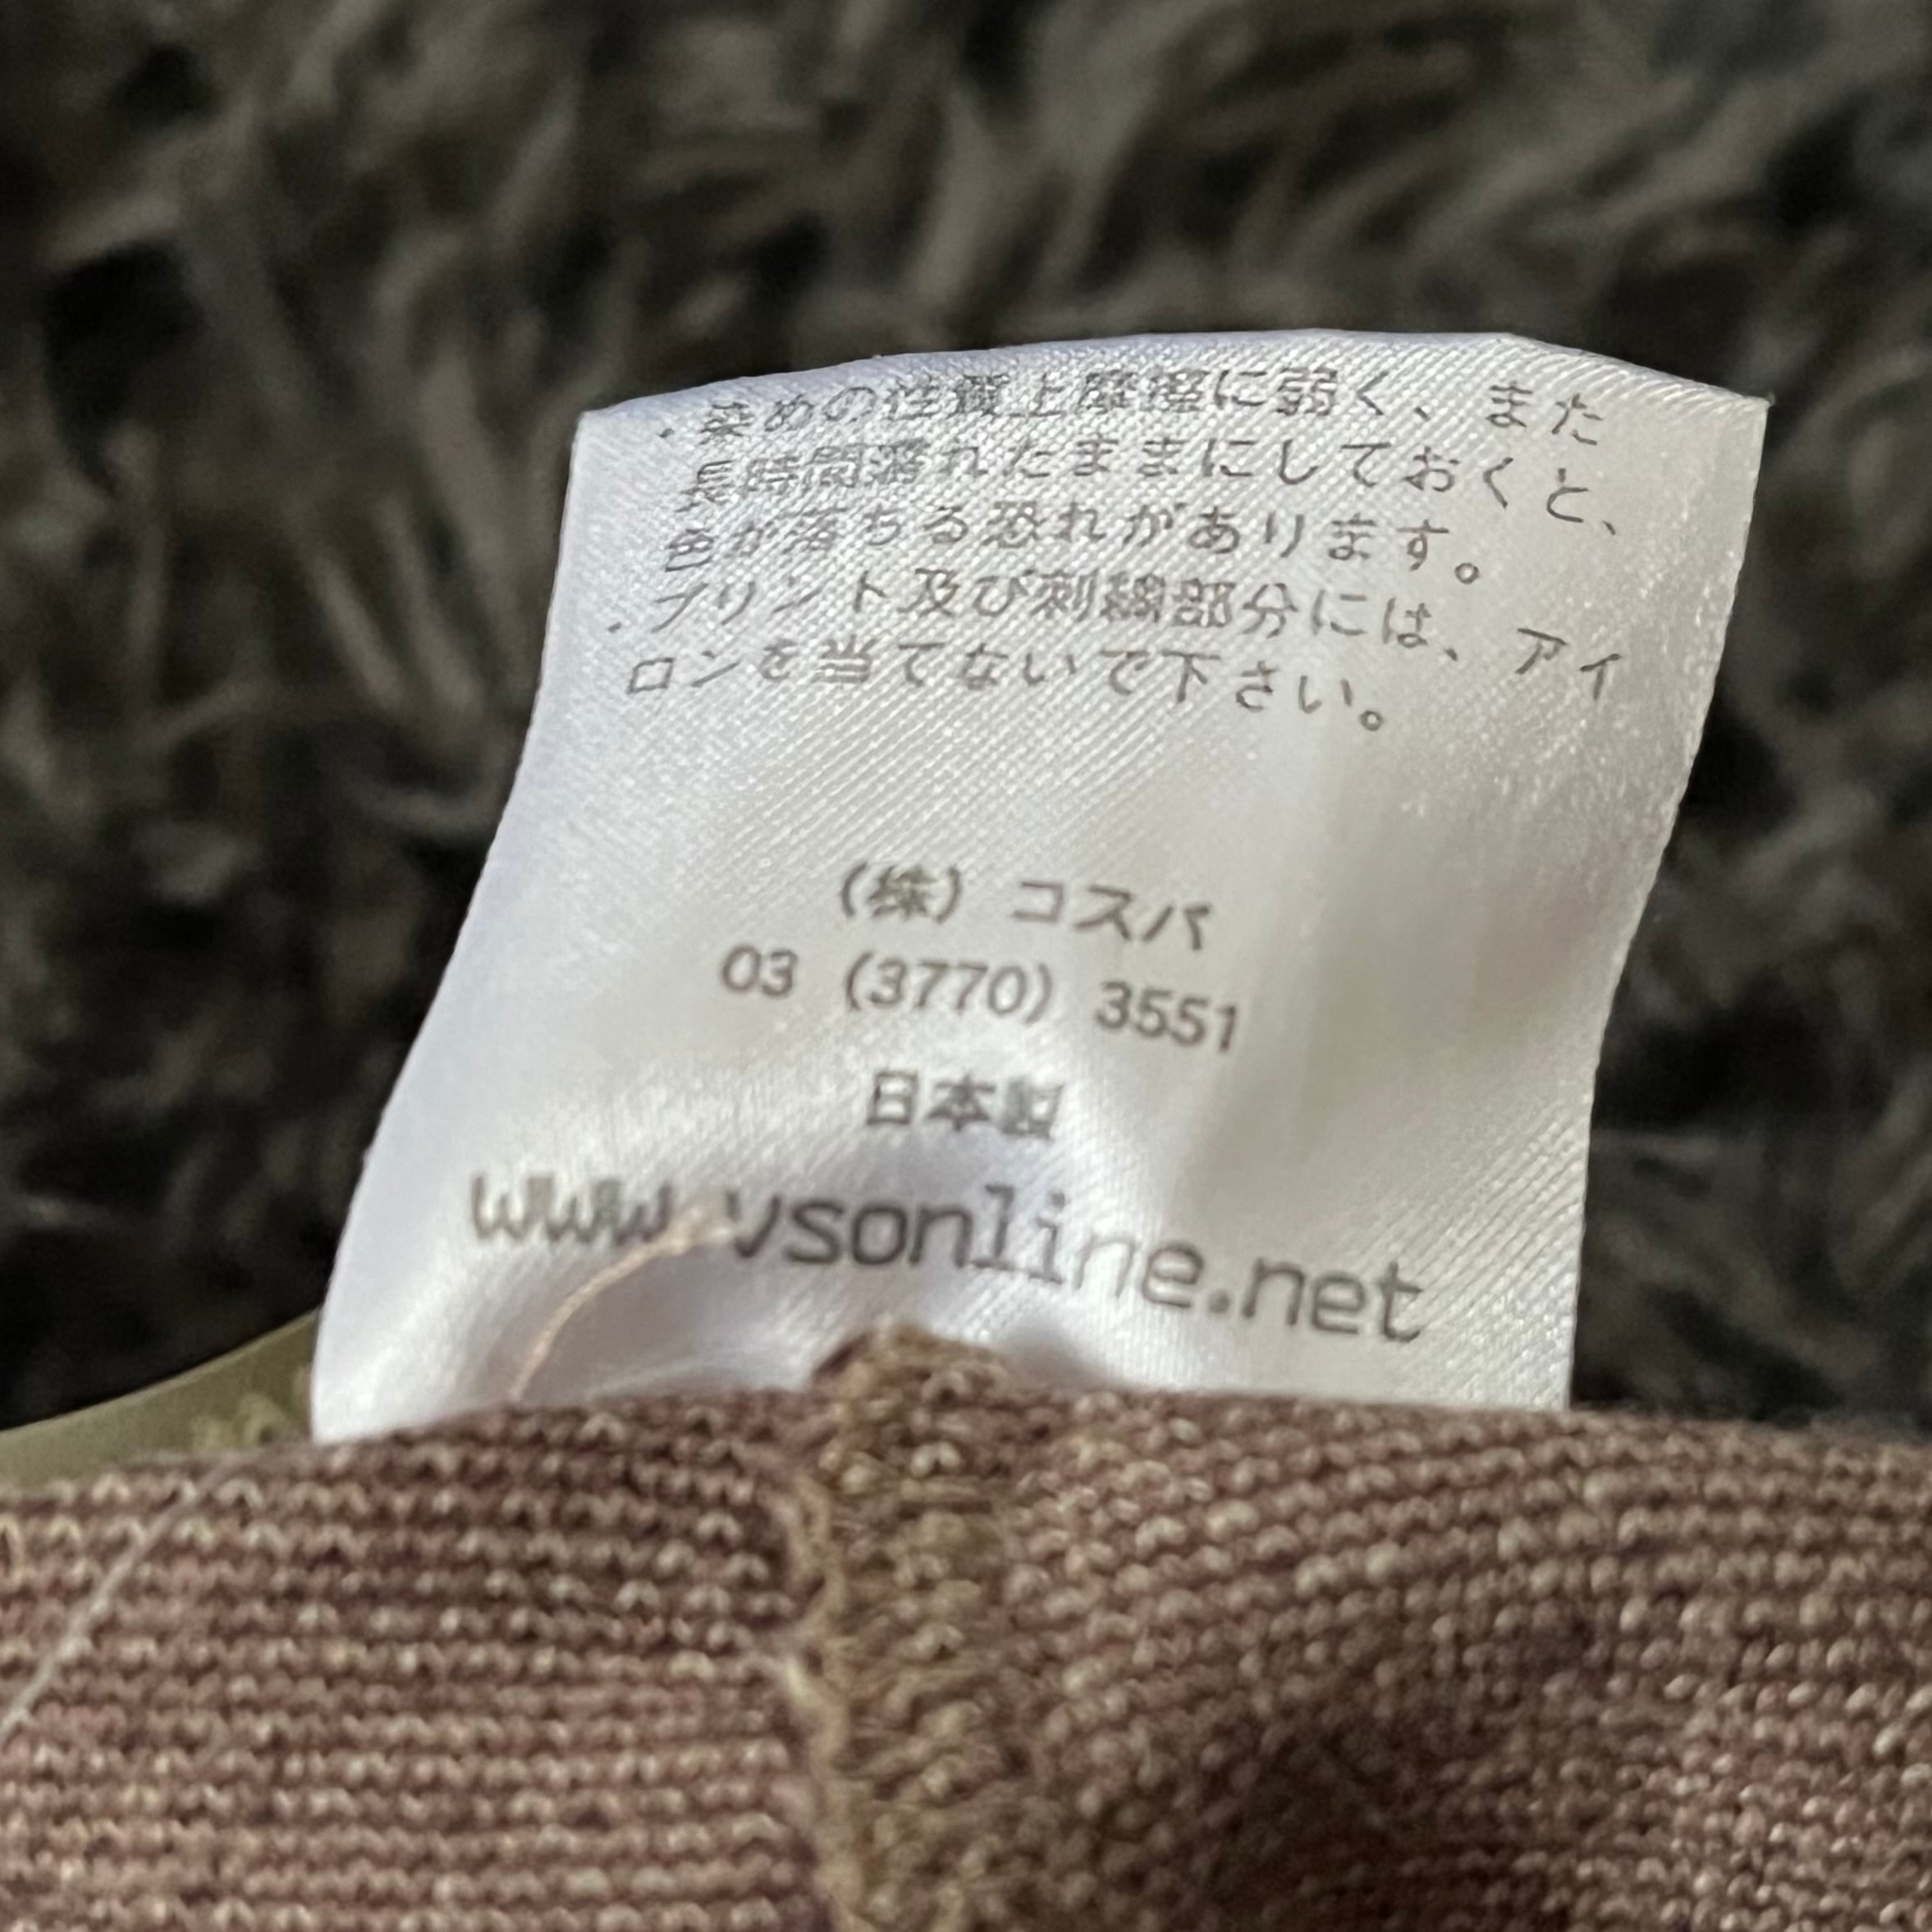 ・染めの性質上摩擦に弱く、また
長時間濡れたままにしておくと、
色が落ちる恐れがあります。
・プリント及び刺繍部分には、アイ
ロンを当てないで下さい。
(株) コスパ
03 (3770) 3551
日本製
www.vsonline.net